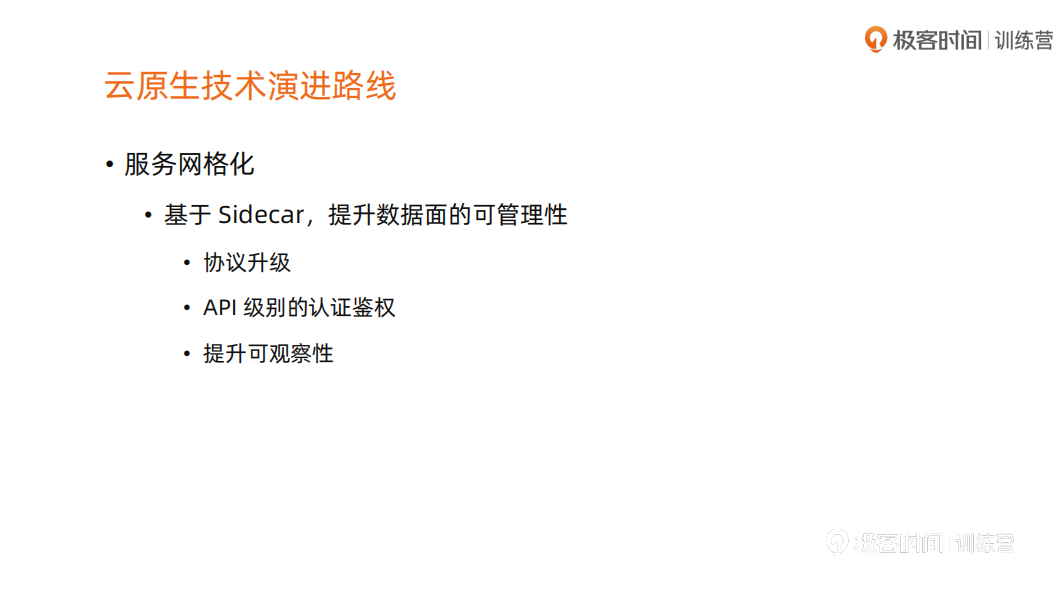 极客时间 | 训练营
云原生技术演进路线
• 服务网格化
• 基于 Sidecar，提升数据面的可管理性
• 协议升级
• API 级别的认证鉴权
• 提升可观察性
极客时间 | 训练营